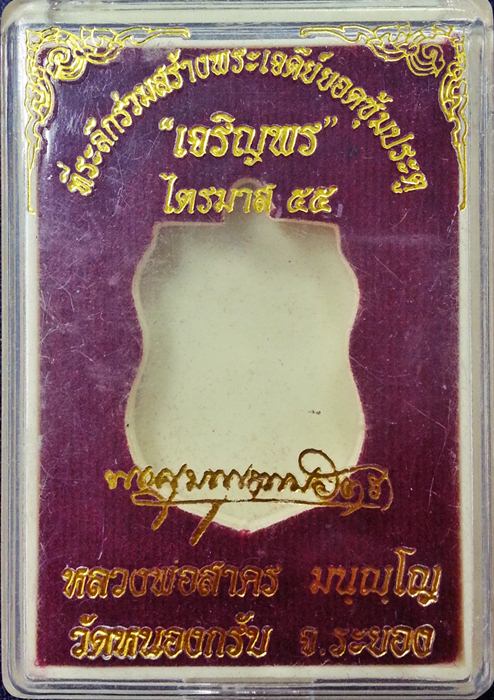 ที่ระลึกร่วมสร้างพระเจดีย์ยอดซุ้มประตู
“เจริญพร”
ไตรมาส ๕๕
หลวงพ่อสาคร มนุญฺโญ
วัดหนองกรับ จ.ระยอง